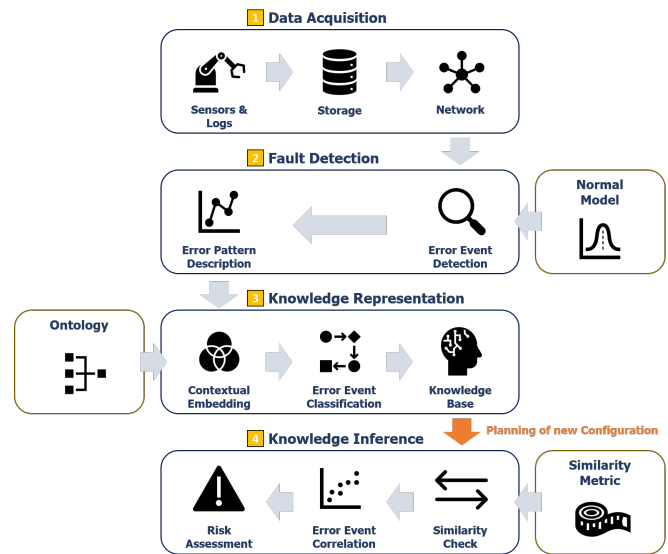 1 Data Acquisition
Sensors &
Logs
Storage
Network
2 Fault Detection
Error Pattern
Description
Error Event
Detection
Normal
Model
3 Knowledge Representation
Ontology
Contextual
Embedding
Error Event
Classification
Knowledge
Base
Planning of new Configuration
4 Knowledge Inference
Risk
Assessment
Error Event
Correlation
Similarity
Check
Similarity
Metric